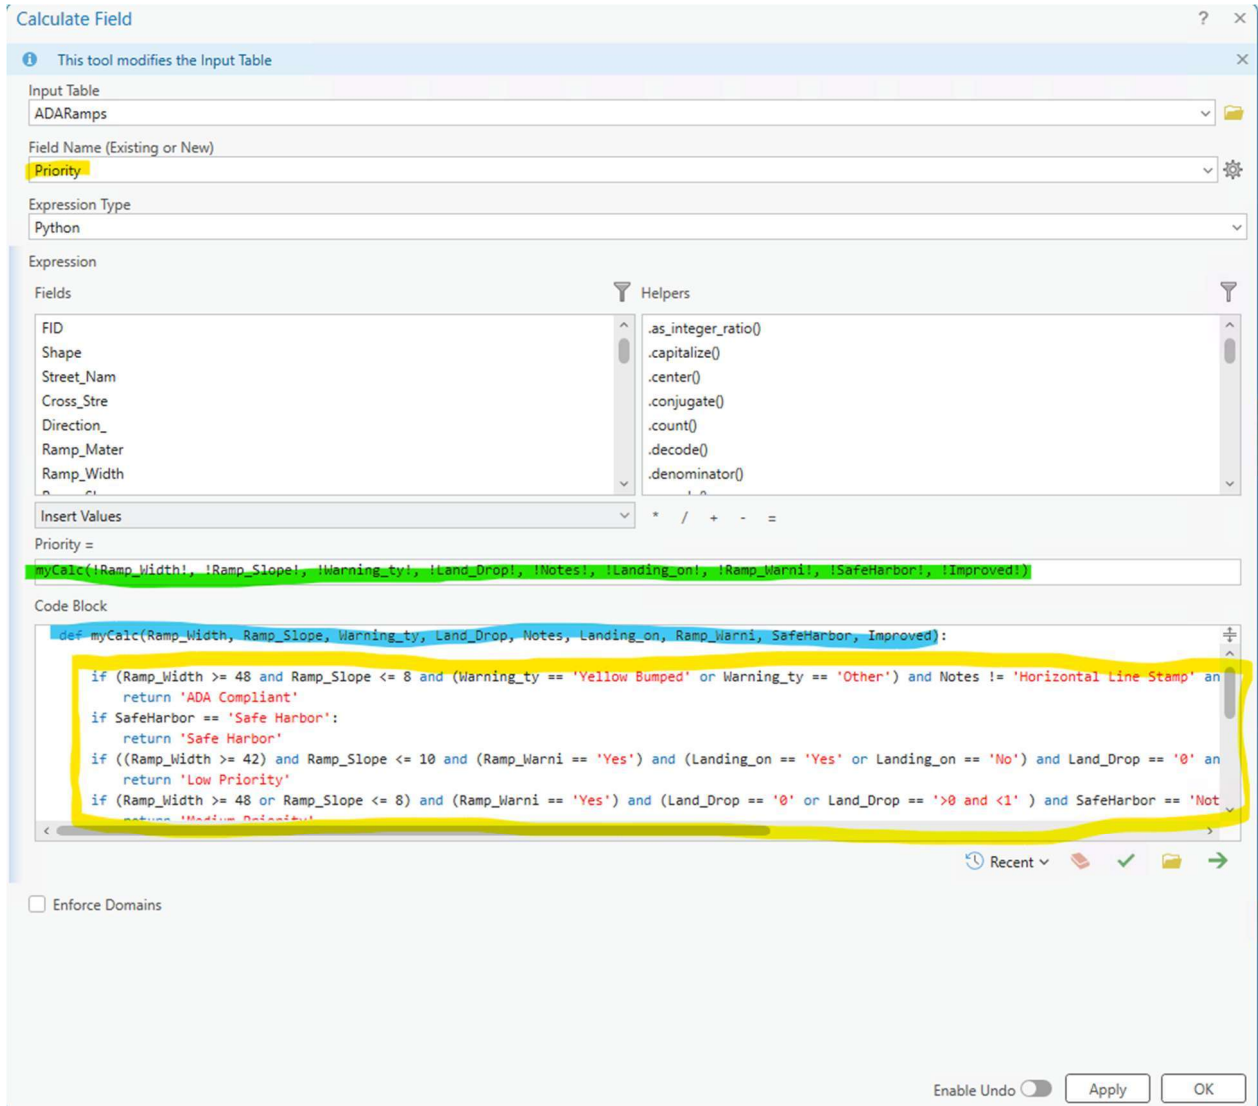 Calculate Field
? ×
This tool modifies the Input Table
Input Table
ADARamps
Field Name (Existing or New)
Priority
Expression Type
Python
Expression
Fields
Helpers
FID
Shape
Street_Nam
Cross_Stre
Direction_
Ramp_Mater
Ramp_Width
.as_integer_ratio()
.capitalize()
.center()
.conjugate()
.count()
.decode()
.denominator()
Insert Values
* / + - =
Priority =
myCalc(!Ramp_Width!, !Ramp_Slope!, !Warning_ty!, !Land_Drop!, !Notes!, !Landing_on!, !Ramp_Warni!, !SafeHarbor!, !Improved!)
Code Block
def myCalc(Ramp_Width, Ramp_Slope, Warning_ty, Land_Drop, Notes, Landing_on, Ramp_Warni, SafeHarbor, Improved):
if (Ramp_Width >= 48 and Ramp_Slope <= 8 and (Warning_ty == 'Yellow Bumped' or Warning_ty == 'Other') and Notes != 'Horizontal Line Stamp' an
return 'ADA Compliant'
if SafeHarbor == 'Safe Harbor':
return 'Safe Harbor'
if ((Ramp_Width >= 42) and Ramp_Slope <= 10 and (Ramp_Warni == 'Yes') and (Landing_on == 'Yes' or Landing_on == 'No') and Land_Drop == '0' an
return 'Low Priority'
if (Ramp_Width >= 48 or Ramp_Slope <= 8) and (Ramp_Warni == 'Yes') and (Land_Drop == '0' or Land_Drop == '>0 and <1' ) and SafeHarbor == 'Not
return 'Medium Priority'
Recent
Enforce Domains
Enable Undo
Apply
OK